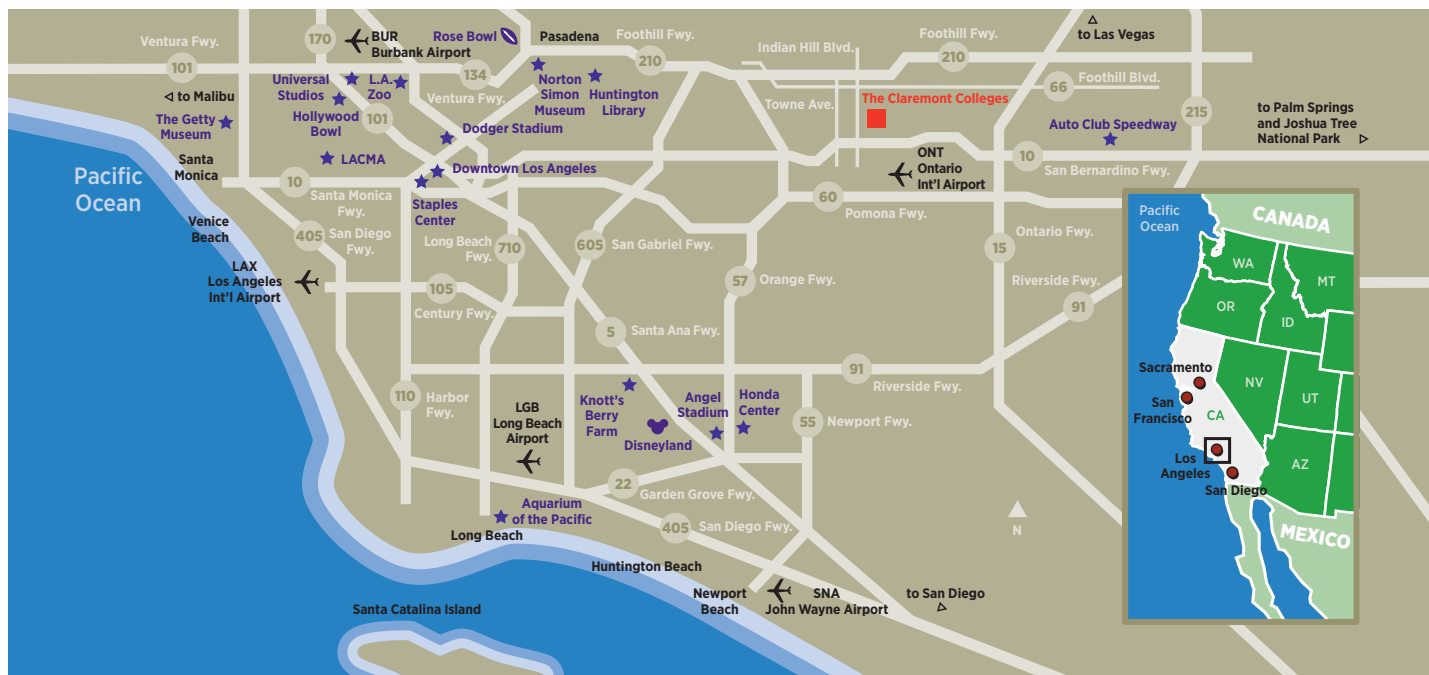 Ventura Fwy.
101
170
BUR
Burbank Airport
Rose Bowl
Pasadena
Foothill Fwy.
210
Indian Hill Blvd.
Foothill Fwy.
210
to Las Vegas
Universal
Studios
L.A.
Zoo
134
Ventura Fwy.
Norton
Simon
Museum
Huntington
Library
66
Foothill Blvd.
Towne Ave.
The Claremont Colleges
215
to Malibu
The Getty
Museum
Hollywood
Bowl
101
Dodger Stadium
Auto Club Speedway
to Palm Springs
and Joshua Tree
National Park
Santa
Monica
LACMA
Downtown Los Angeles
ONT
Ontario
Int'l Airport
10
San Bernardino Fwy.
Pacific
Ocean
10
Santa Monica
Fwy.
Staples
Center
60
Pomona Fwy.
Venice
Beach
405
San Diego
Fwy.
Long Beach
Fwy.
710
605
San Gabriel Fwy.
15
Ontario Fwy.
LAX
Los Angeles
Int'l Airport
105
Century Fwy.
57
Orange Fwy.
Riverside Fwy.
91
5
Santa Ana Fwy.
91
Riverside Fwy.
110
Harbor
Fwy.
LGB
Long Beach
Airport
Knott's
Berry
Farm
Disneyland
Angel
Stadium
Honda
Center
55
Newport Fwy.
22
Garden Grove Fwy.
Aquarium
of the Pacific
Long Beach
405
San Diego Fwy.
N
Huntington Beach
Newport
Beach
SNA
John Wayne Airport
to San Diego
Santa Catalina Island
Pacific
Ocean
CANADA
WA
MT
OR
ID
Sacramento
San
Francisco
NV
UT
CA
Los
Angeles
AZ
San Diego
MEXICO